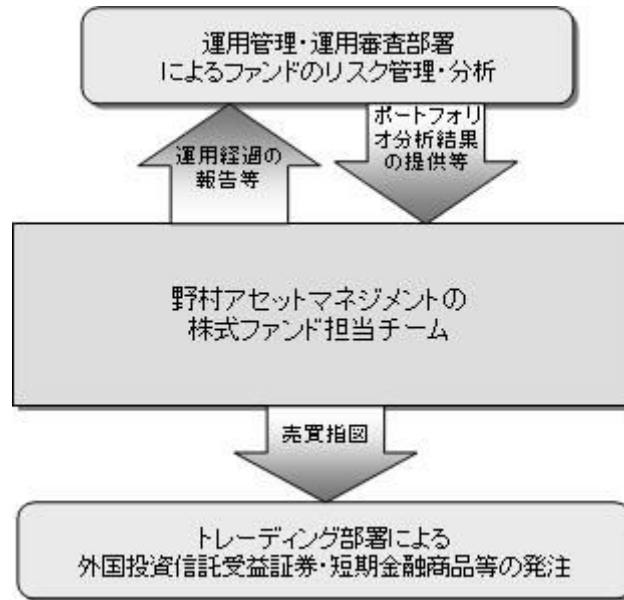 運用管理・運用審査部署
によるファンドのリスク管理・分析
運用経過の
報告等
ポートフォリ
オ分析結果
の提供等
野村アセットマネジメントの
株式ファンド担当チーム
売買指図
トレーディング部署による
外国投資信託受益証券・短期金融商品等の発注